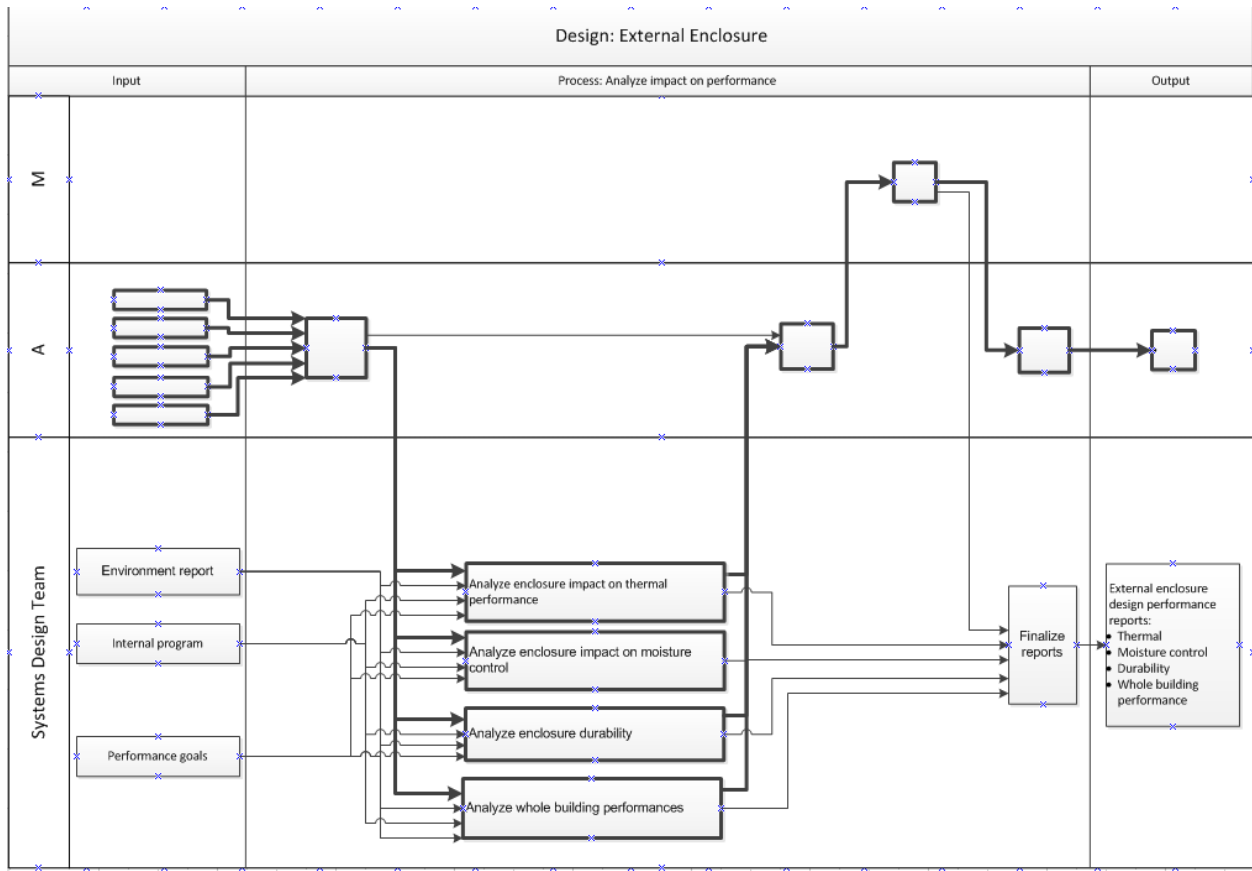 Design: External Enclosure
Input
Process: Analyze impact on performance
Output
M
A
Systems Design Team
Environment report
Internal program
Performance goals
Analyze enclosure impact on thermal
performance
Analyze enclosure impact on moisture
control
Analyze enclosure durability
Analyze whole building performances
Finalize
reports
External enclosure
design performance
reports:
• Thermal
• Moisture control
• Durability
• Whole building
performance